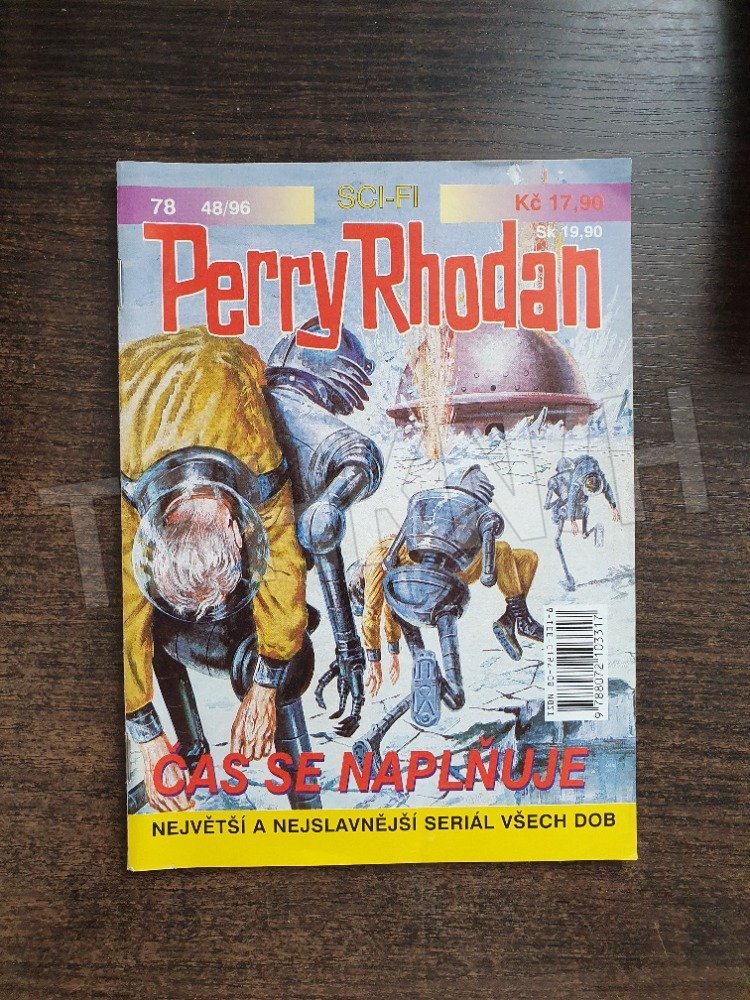 78 48/96
SCI-FI
Kč 17,90
Sk 19,90
Perry Rhodan
9788072103317
ČAS SE NAPLŇUJE
NEJVĚTŠÍ A NEJSLAVNĚJŠÍ SERIÁL VŠECH DOB